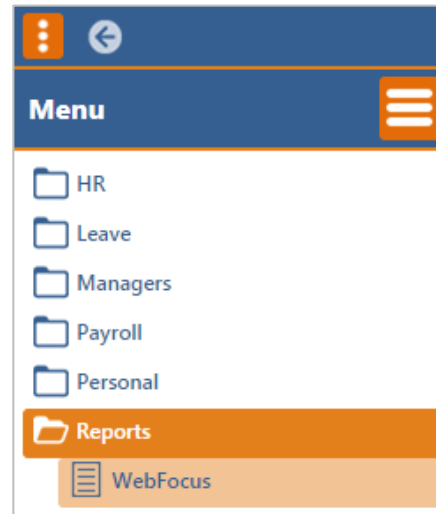 Menu
HR
Leave
Managers
Payroll
Personal
Reports
WebFocus